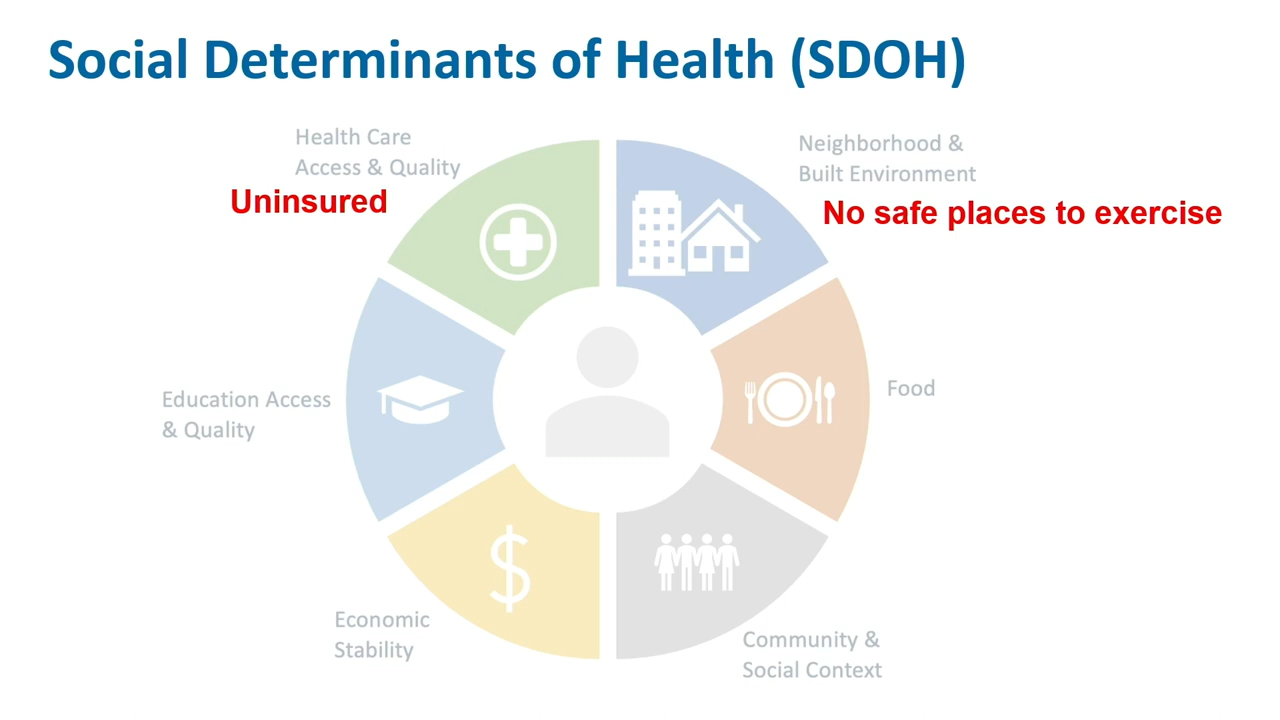 Social Determinants of Health (SDOH)
Health Care
Access & Quality
Uninsured
Neighborhood &
Built Environment
No safe places to exercise
Education Access
& Quality
Food
Economic
Stability
Community &
Social Context